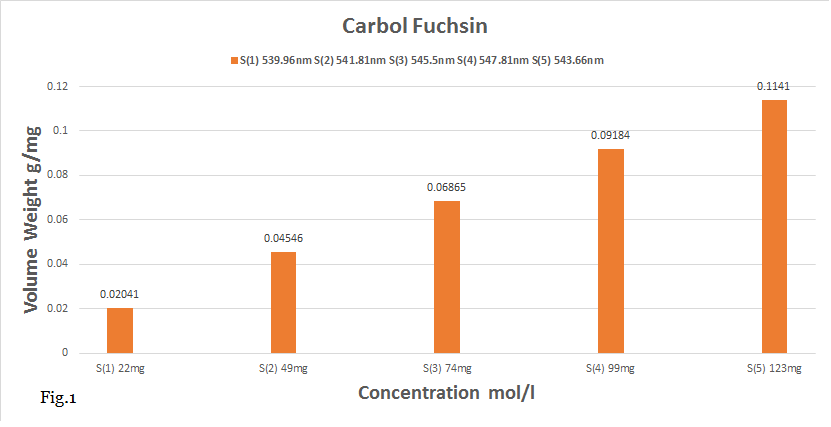 Carbol Fuchsin
S(1) 539.96nm S(2) 541.81nm S(3) 545.5nm S(4) 547.81nm S(5) 543.66nm
Volume Weight g/mg
0.12
0.1
0.08
0.06
0.04
0.02
0
0.02041
0.04546
0.06865
0.09184
0.1141
S(1) 22mg S(2) 49mg S(3) 74mg S(4) 99mg S(5) 123mg
Concentration mol/l
Fig.1